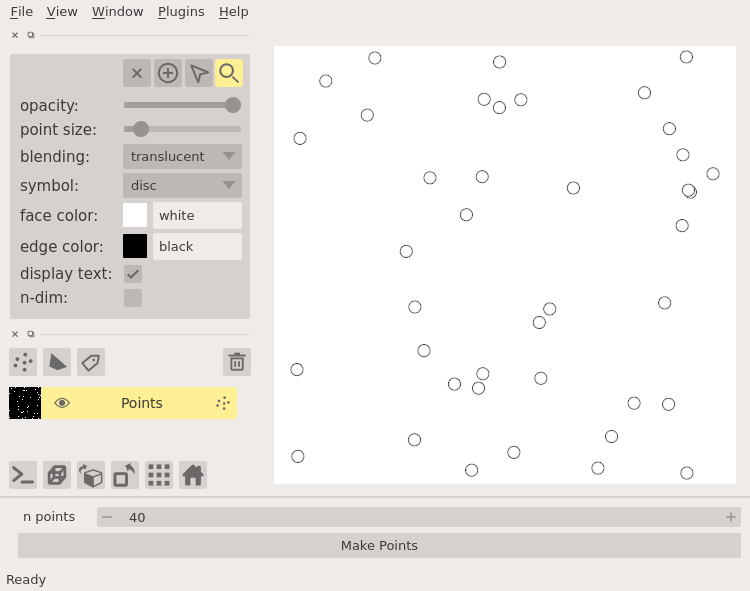 File View Window Plugins Help
opacity:
point size:
blending: translucent
symbol: disc
face color: white
edge color: black
display text:
n-dim:
Points
n points 40
Make Points
Ready